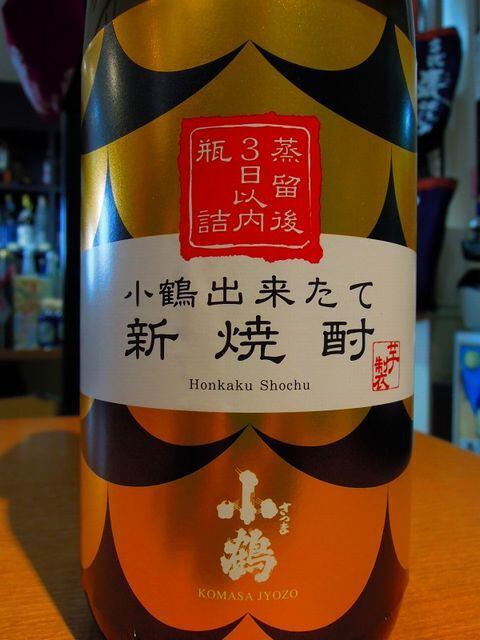 蒸留後
3日以内
瓶詰
小鶴出来たて
新焼酎
芋製
Honkaku Shochu
さつま
小鶴
KOMASA JYOZO